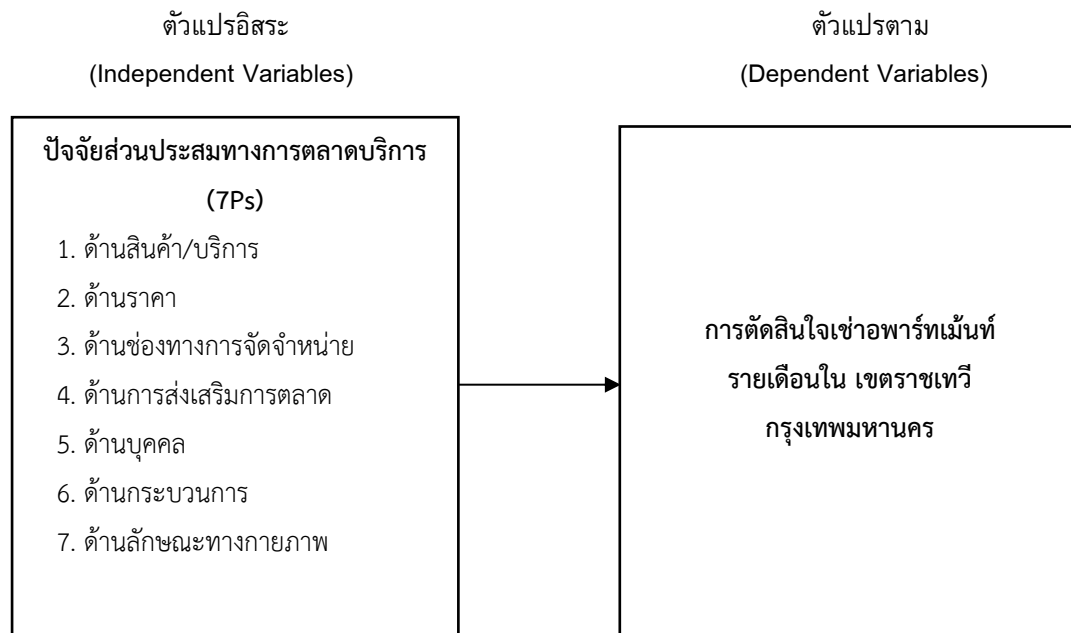 ตัวแปรอิสระ
(Independent Variables)
ปัจจัยส่วนประสมทางการตลาดบริการ
(7Ps)
1. ด้านสินค้า/บริการ
2. ด้านราคา
3. ด้านช่องทางการจัดจำหน่าย
4. ด้านการส่งเสริมการตลาด
5. ด้านบุคคล
6. ด้านกระบวนการ
7. ด้านลักษณะทางกายภาพ
ตัวแปรตาม
(Dependent Variables)
การตัดสินใจเช่าอพาร์ทเม้นท์
รายเดือนใน เขตราชเทวี
กรุงเทพมหานคร